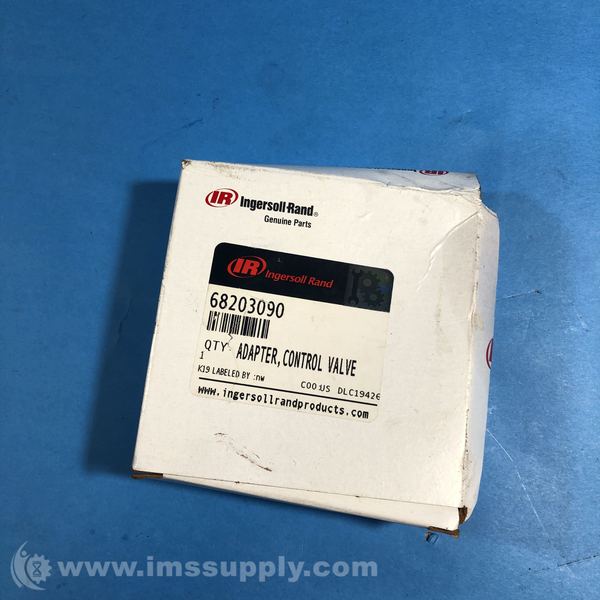 IR Ingersoll-Rand®
Genuine Parts
IR Ingersoll Rand
68203090
QTY ADAPTER, CONTROL VALVE
1
K19 LABELED BY :nw COO:US DLC19426
www.ingersollrandproducts.com
www.imssupply.com